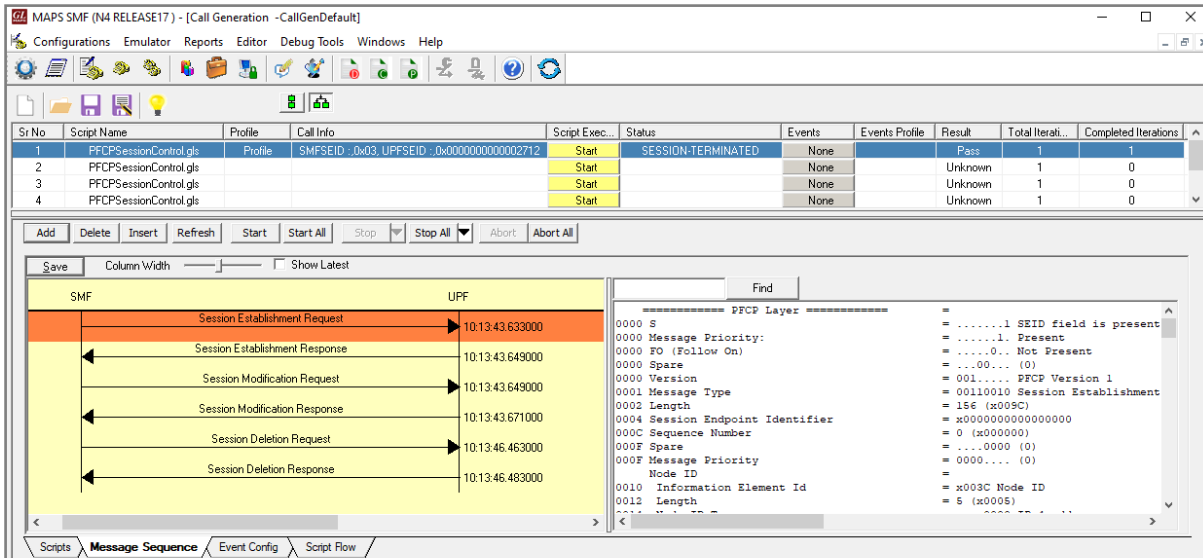 GL MAPS SMF (N4 RELEASE17 ) - [Call Generation -CallGenDefault]
Configurations Emulator Reports Editor Debug Tools Windows Help
Sr No Script Name Profile Call Info Script Exec... Status Events Events Profile Result Total Iterati... Completed Iterations
1 PFCPSessionControl.gls Profile SMFSEID :,0x03, UPFSEID :,0x0000000000002712 Start SESSION-TERMINATED None Pass 1 1
2 PFCPSessionControl.gls Start None Unknown 1 0
3 PFCPSessionControl.gls Start None Unknown 1 0
4 PFCPSessionControl.gls Start None Unknown 1 0
Add Delete Insert Refresh Start Start All Stop Stop All Abort Abort All
Save Column Width Show Latest
SMF UPF
Session Establishment Request
10:13:43.633000
Session Establishment Response
10:13:43.649000
Session Modification Request
10:13:43.649000
Session Modification Response
10:13:43.671000
Session Deletion Request
10:13:46.463000
Session Deletion Response
10:13:46.483000
Find
============ PFCP Layer ============ =
0000 S = .......1 SEID field is present
0000 Message Priority: = ......1. Present
0000 FO (Follow On) = .....0.. Not Present
0000 Spare = ...00... (0)
0000 Version = 001..... PFCP Version 1
0001 Message Type = 00110010 Session Establishment
0002 Length = 156 (x009C)
0004 Session Endpoint Identifier = x0000000000000000
000C Sequence Number = 0 (x000000)
000F Spare = ....0000 (0)
000F Message Priority = 0000.... (0)
Node ID =
0010 Information Element Id = x003C Node ID
0012 Length = 5 (x0005)
Scripts Message Sequence Event Config Script Flow